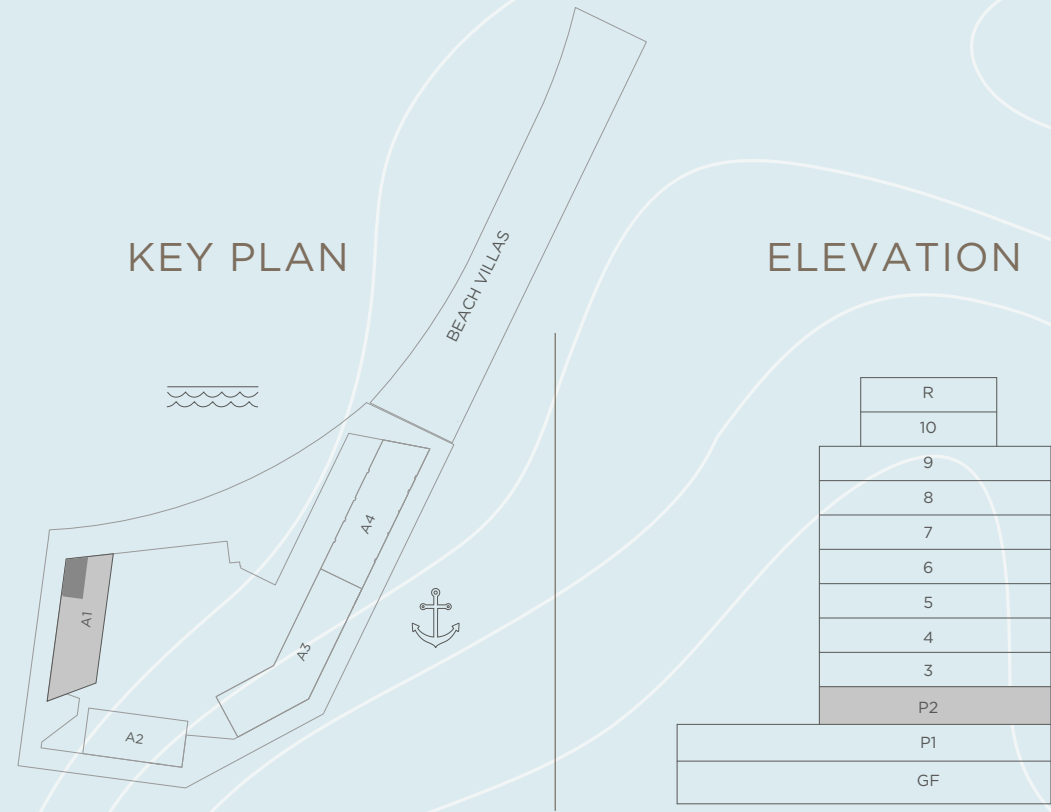 KEY PLAN
BEACH VILLAS
A4
A1
A3
A2
ELEVATION
R
10
9
8
7
6
5
4
3
P2
P1
GF